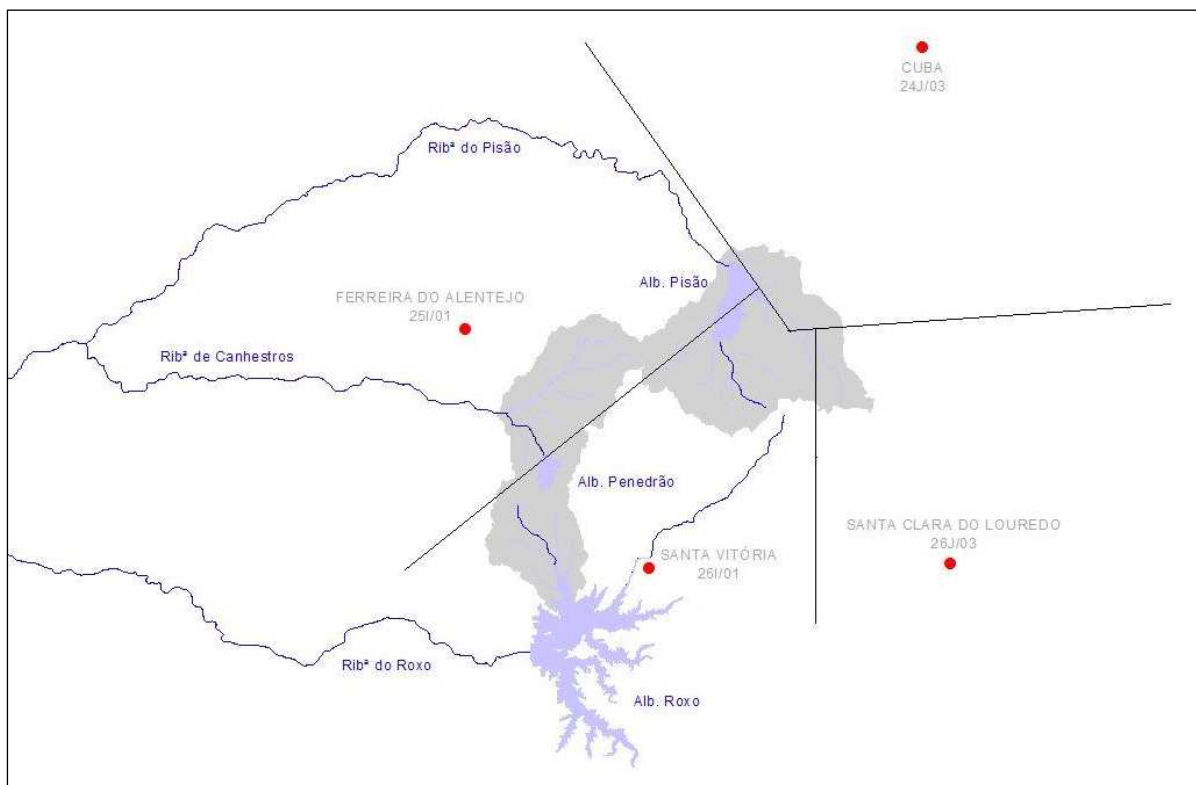 CUBA
24J/03
Ribª do Pisão
Alb. Pisão
FERREIRA DO ALENTEJO
25I/01
Ribª de Canhestros
Alb. Penedrão
SANTA CLARA DO LOUREDO
26J/03
SANTA VITÓRIA
26I/01
Ribª do Roxo
Alb. Roxo